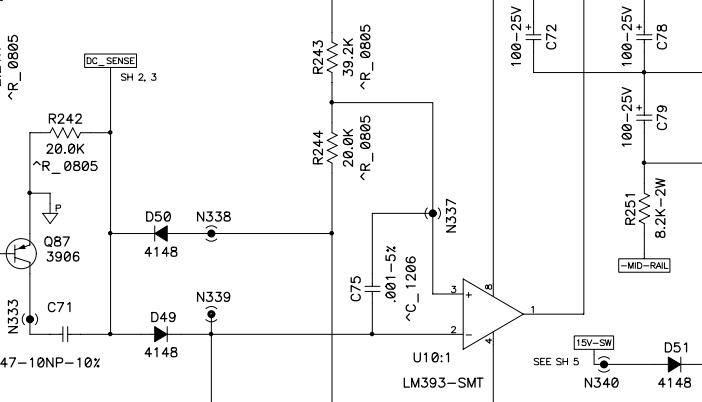 ^R_0805
DC_SENSE
SH 2, 3
R242
20.0K
^R_0805
P
Q87
3906
N333
C71
47-10NP-10%
D50
4148
N338
D49
4148
N339
R243
39.2K
^R_0805
R244
20.0K
^R_0805
N337
C75
.001-5%
^C_1206
3
+
2
-
8
4
1
U10:1
LM393-SMT
100-25V
+
C72
100-25V
+
C78
100-25V
+
C79
R251
8.2K-2W
-MID-RAIL
15V-SW
SEE SH 5
N340
D51
4148